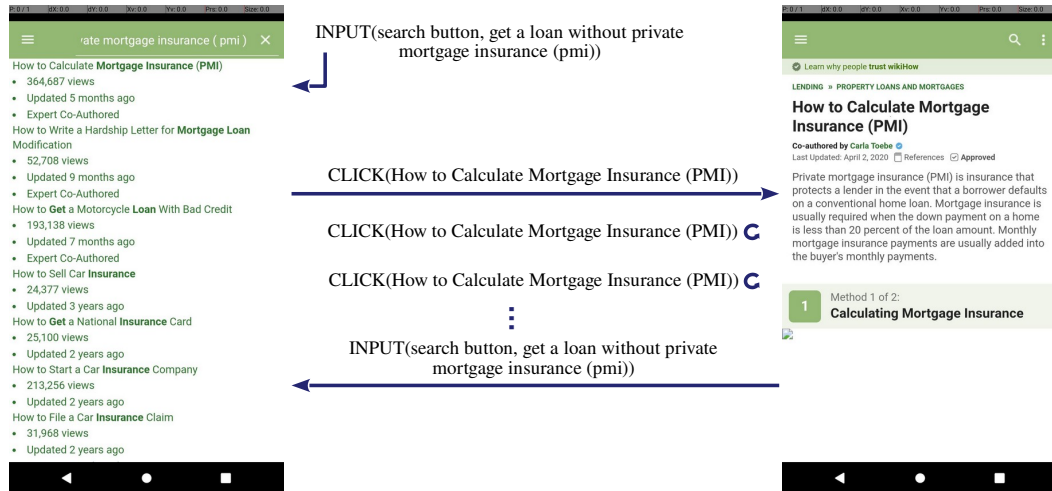 P: 0 / 1 dX: 0.0 dY: 0.0 Xv: 0.0 Yv: 0.0 Prs: 0.0 Size: 0.0
vate mortgage insurance ( pmi ) ✕
How to Calculate Mortgage Insurance (PMI)
• 364,687 views
• Updated 5 months ago
• Expert Co-Authored
How to Write a Hardship Letter for Mortgage Loan
Modification
• 52,708 views
• Updated 9 months ago
• Expert Co-Authored
How to Get a Motorcycle Loan With Bad Credit
• 193,138 views
• Updated 7 months ago
• Expert Co-Authored
How to Sell Car Insurance
• 24,377 views
• Updated 3 years ago
How to Get a National Insurance Card
• 25,100 views
• Updated 2 years ago
How to Start a Car Insurance Company
• 213,256 views
• Updated 2 years ago
How to File a Car Insurance Claim
• 31,968 views
• Updated 2 years ago
INPUT(search button, get a loan without private
mortgage insurance (pmi))
CLICK(How to Calculate Mortgage Insurance (PMI))
CLICK(How to Calculate Mortgage Insurance (PMI))
CLICK(How to Calculate Mortgage Insurance (PMI))
INPUT(search button, get a loan without private
mortgage insurance (pmi))
P: 0 / 1 dX: 0.0 dY: 0.0 Xv: 0.0 Yv: 0.0 Prs: 0.0 Size: 0.0
Learn why people trust wikiHow
LENDING » PROPERTY LOANS AND MORTGAGES
How to Calculate Mortgage
Insurance (PMI)
Co-authored by Carla Toebe
Last Updated: April 2, 2020 References Approved
Private mortgage insurance (PMI) is insurance that
protects a lender in the event that a borrower defaults
on a conventional home loan. Mortgage insurance is
usually required when the down payment on a home
is less than 20 percent of the loan amount. Monthly
mortgage insurance payments are usually added into
the buyer's monthly payments.
1
Method 1 of 2:
Calculating Mortgage Insurance